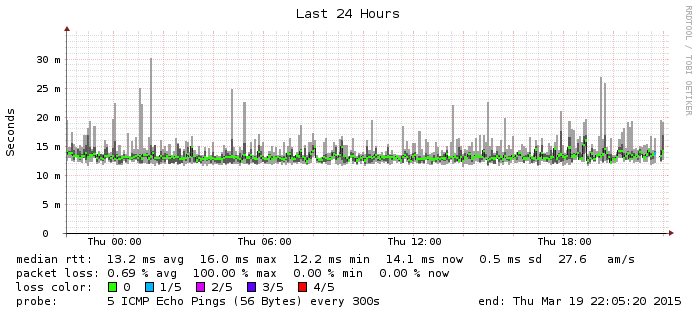 Last 24 Hours
RRDTOOL / TOBI OETIKER
Seconds
30 m
25 m
20 m
15 m
10 m
5 m
0
Thu 00:00 Thu 06:00 Thu 12:00 Thu 18:00
median rtt: 13.2 ms avg 16.0 ms max 12.2 ms min 14.1 ms now 0.5 ms sd 27.6 am/s
packet loss: 0.69 % avg 100.00 % max 0.00 % min 0.00 % now
loss color: 0 1/5 2/5 3/5 4/5
probe: 5 ICMP Echo Pings (56 Bytes) every 300s end: Thu Mar 19 22:05:20 2015